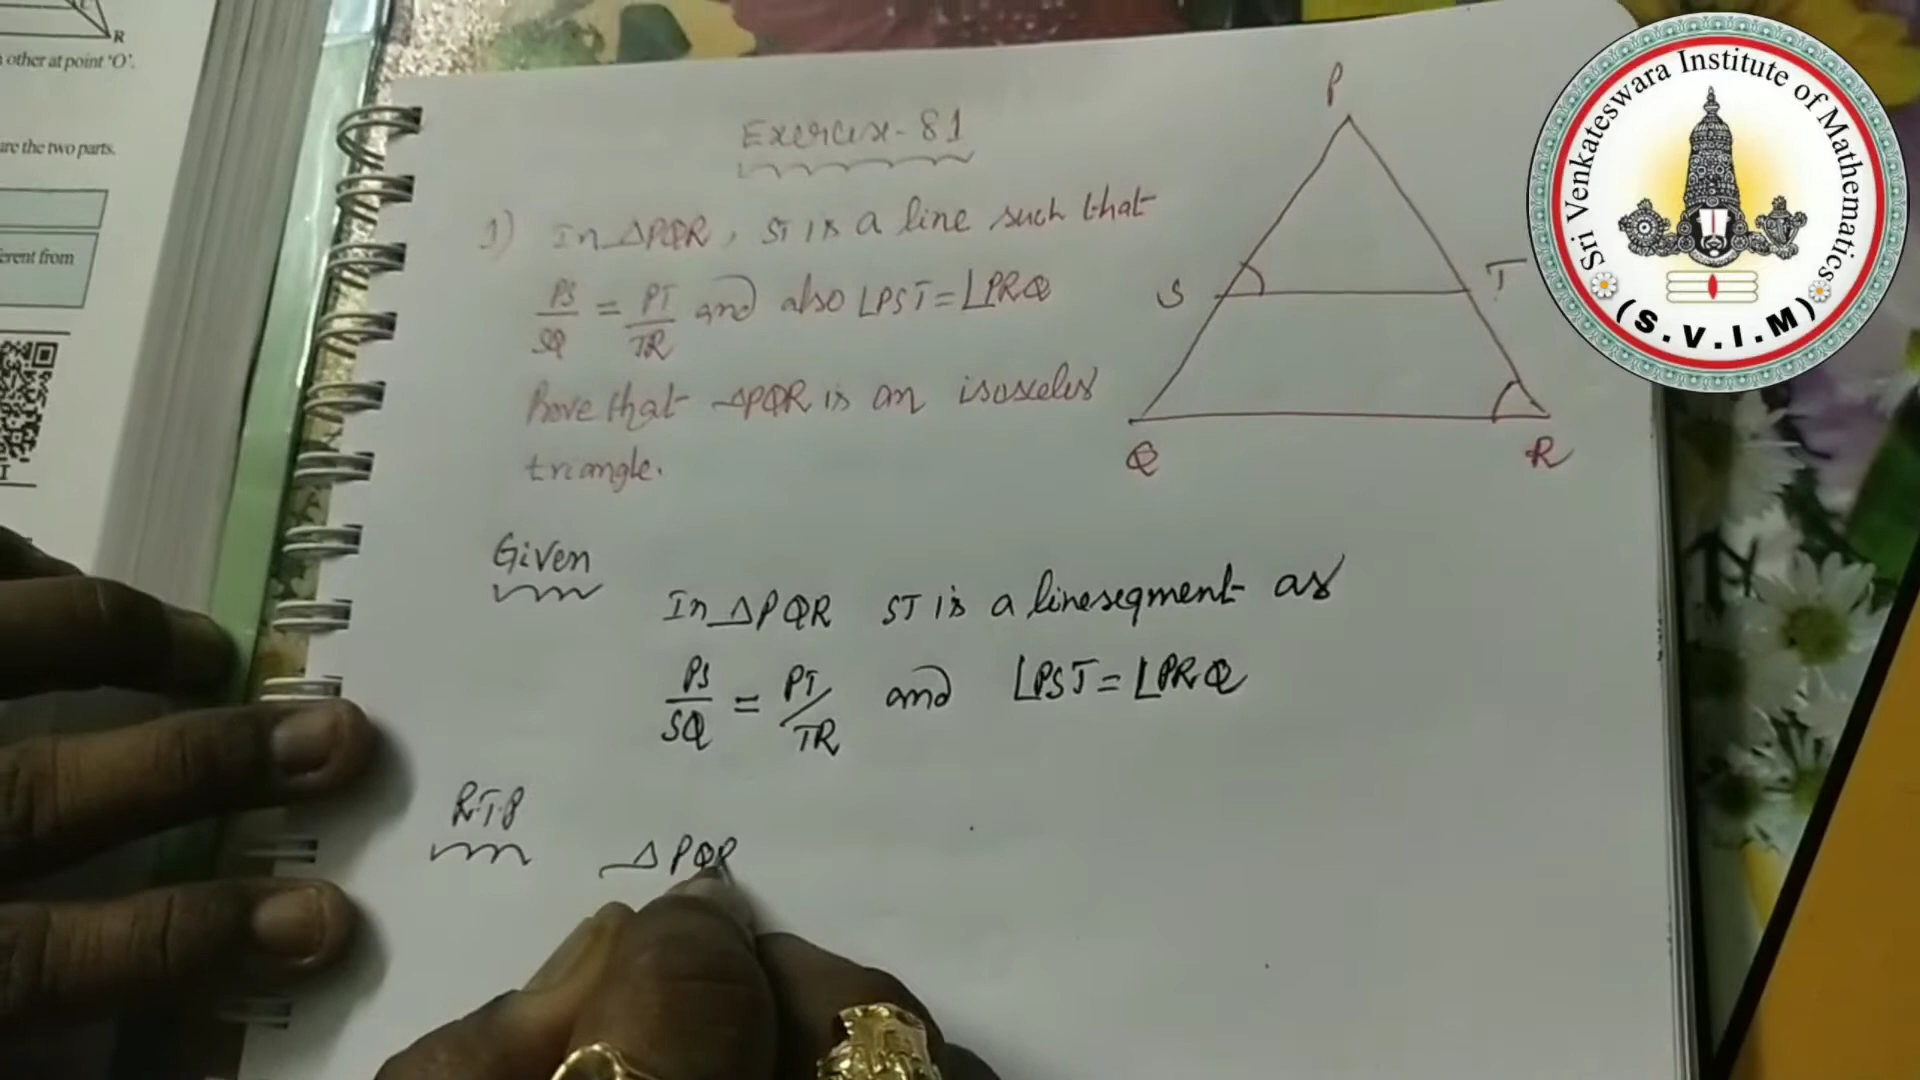 R
other at point 'O'.
are the two parts.
erent from
Exercise-81
1) In △PQR, ST is a line such that
PS/SQ = PT/TR and also ∠PST = ∠PRQ
Prove that △PQR is an isosceles
triangle.
P
S
T
Q
R
Given
In △PQR ST is a linesegment as
PS/SQ = PT/TR and ∠PST = ∠PRQ
R.T.P
△PQR
Sri Venkateswara Institute of Mathematics
(S.V.I.M)